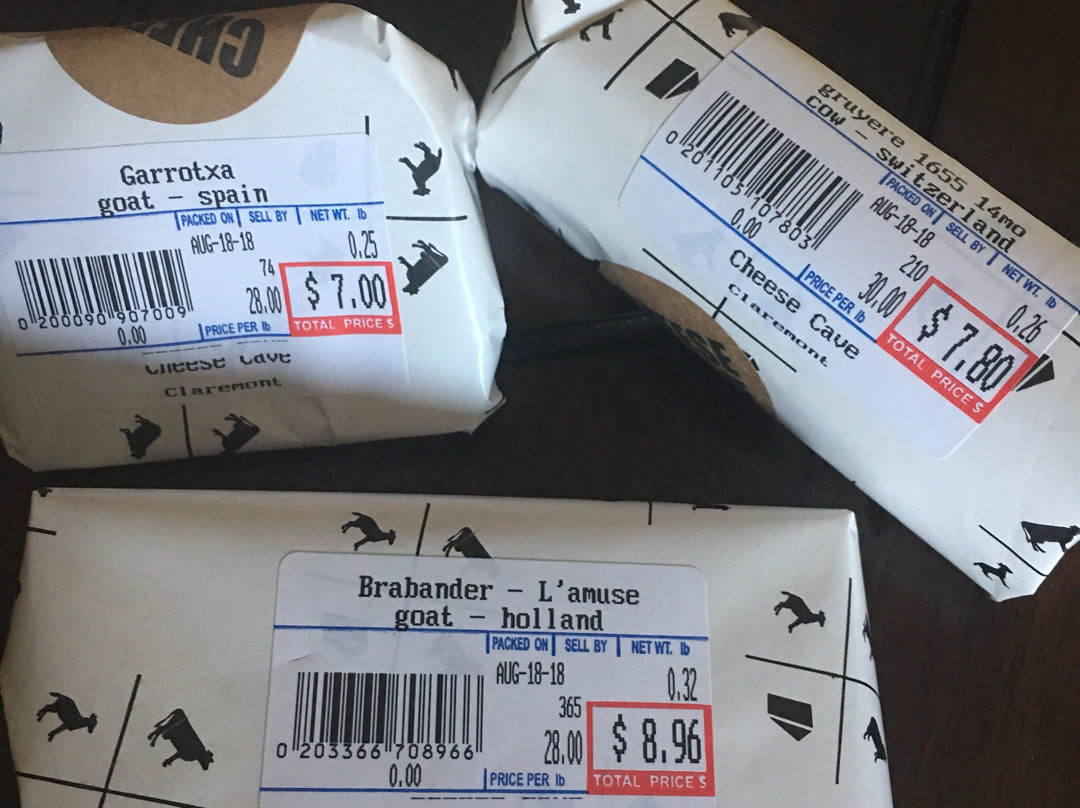 CHEE
Garrotxa
goat - spain
PACKED ON SELL BY NET WT. lb
AUG-18-18 0.25
74
28.00 $ 7.00
0 200090 907009
0.00 PRICE PER lb TOTAL PRICE $
Cheese Cave
Claremont
gruyere 1655 14mo
cow - switzerland
PACKED ON SELL BY NET WT. lb
AUG-18-18 0.26
210
30.00 $ 7.80
0 201105 107803
0.00 PRICE PER lb TOTAL PRICE $
Cheese Cave
Claremont
Brabander - L'amuse
goat - holland
PACKED ON SELL BY NET WT. lb
AUG-18-18 0.32
365
28.00 $ 8.96
0 203366 708966
0.00 PRICE PER lb TOTAL PRICE $